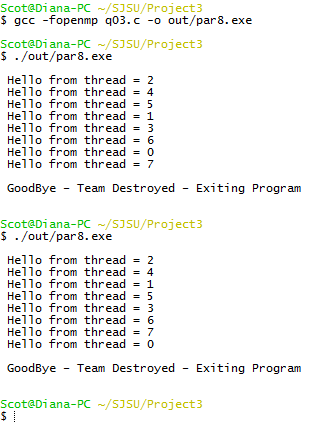 Scot@Diana-PC ~/SJSU/Project3
$ gcc -fopenmp q03.c -o out/par8.exe
Scot@Diana-PC ~/SJSU/Project3
$ ./out/par8.exe
Hello from thread = 2
Hello from thread = 4
Hello from thread = 5
Hello from thread = 1
Hello from thread = 3
Hello from thread = 6
Hello from thread = 0
Hello from thread = 7
GoodBye - Team Destroyed - Exiting Program
Scot@Diana-PC ~/SJSU/Project3
$ ./out/par8.exe
Hello from thread = 2
Hello from thread = 4
Hello from thread = 1
Hello from thread = 5
Hello from thread = 3
Hello from thread = 6
Hello from thread = 7
Hello from thread = 0
GoodBye - Team Destroyed - Exiting Program
Scot@Diana-PC ~/SJSU/Project3
$